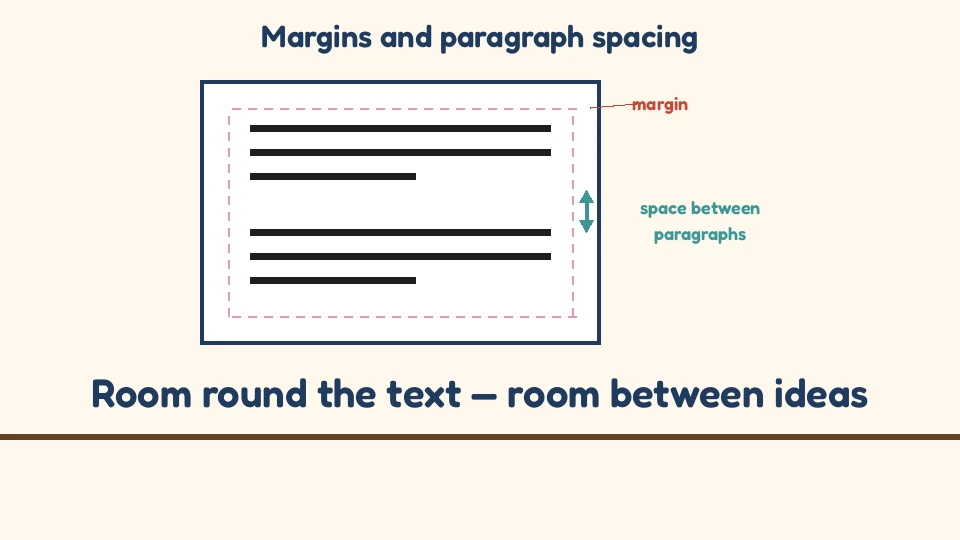 Margins and paragraph spacing
margin
space between
paragraphs
Room round the text — room between ideas